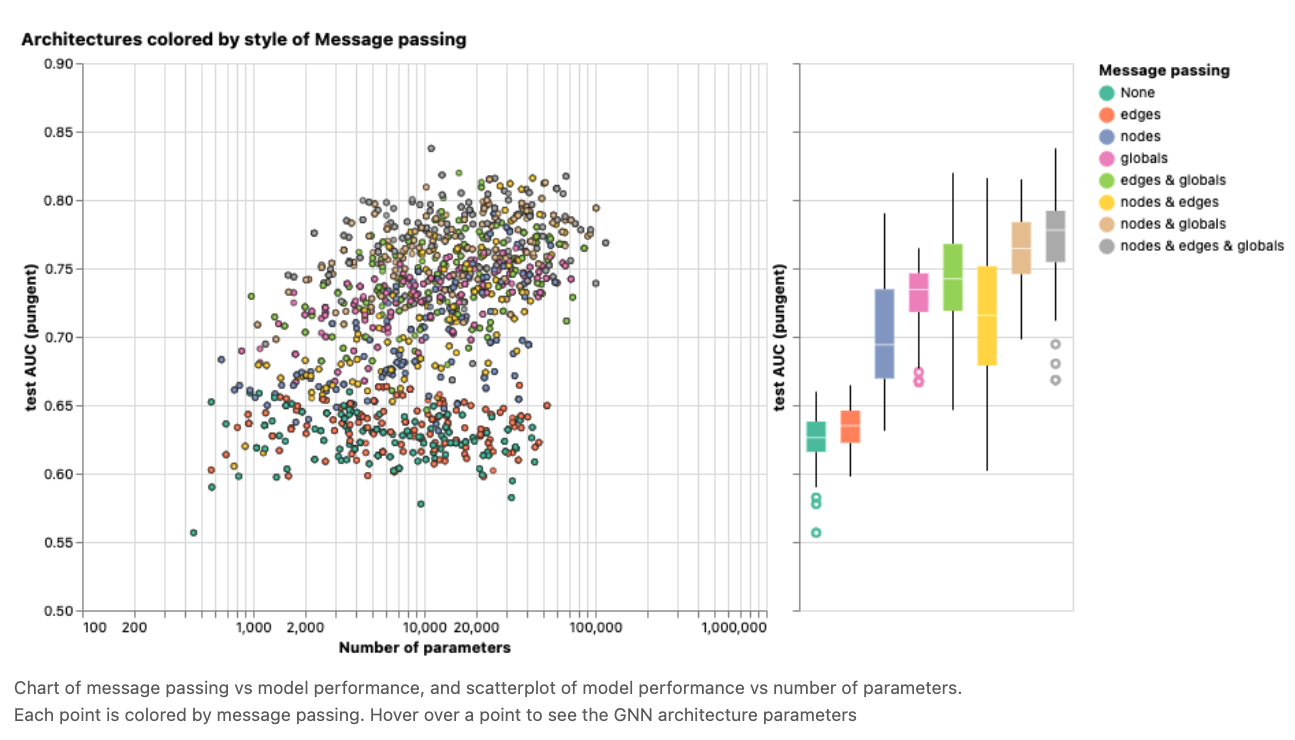 Architectures colored by style of Message passing
0.90
0.85
0.80
0.75
0.70
0.65
0.60
0.55
0.50
test AUC (pungent)
100 200 1,000 2,000 10,000 20,000 100,000 1,000,000
Number of parameters
test AUC (pungent)
Message passing
None
edges
nodes
globals
edges & globals
nodes & edges
nodes & globals
nodes & edges & globals
Chart of message passing vs model performance, and scatterplot of model performance vs number of parameters.
Each point is colored by message passing. Hover over a point to see the GNN architecture parameters